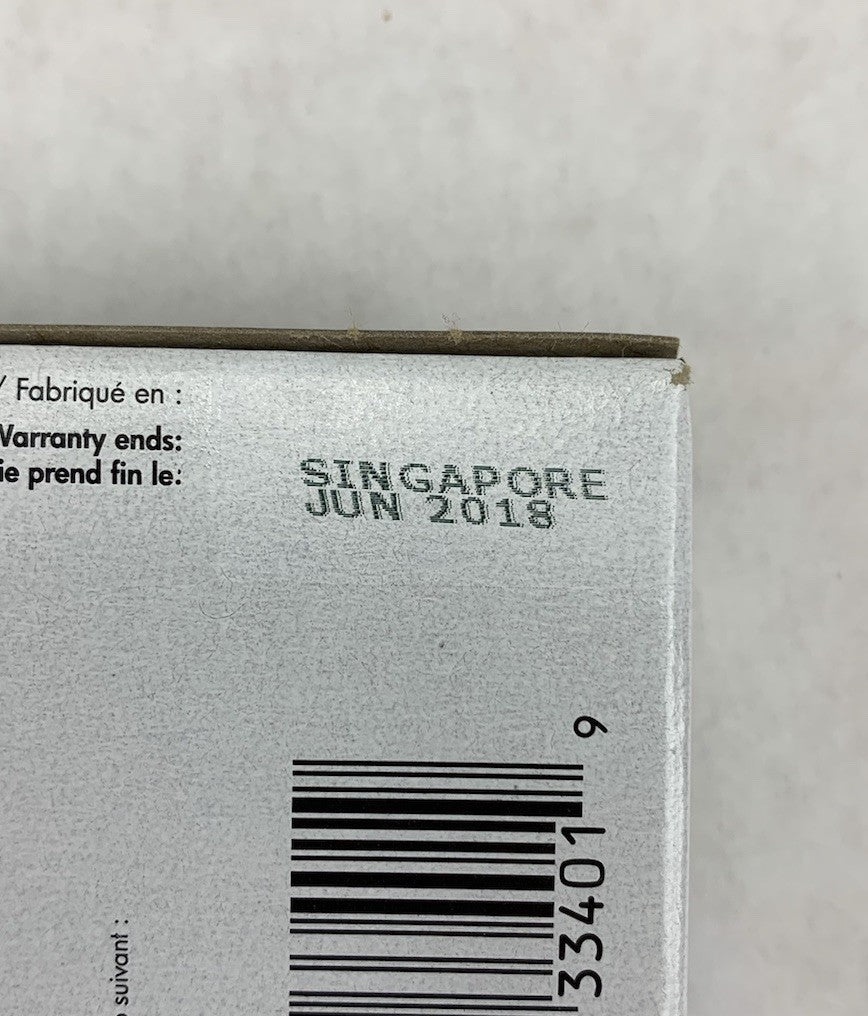 / Fabriqué en :
Warranty ends:
ie prend fin le:
SINGAPORE
JUN 2018
9
33401
suivant :